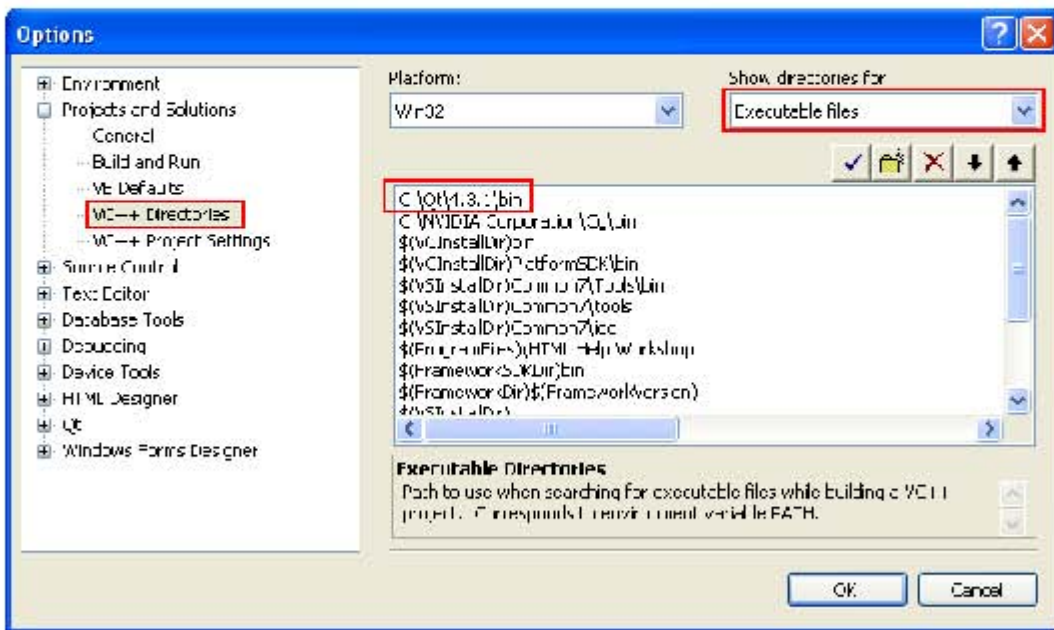 Options
Environment
Projects and Solutions
General
Build and Run
VB Defaults
VC++ Directories
VC++ Project Settings
Source Control
Text Editor
Database Tools
Debugging
Device Tools
HTML Designer
Qt
Windows Forms Designer
Platform:
Win32
Show directories for
Executable files
C:\Qt\4.3.1\bin
C:\NVIDIA Corporation\Cg\bin
$(VCInstallDir)bin
$(VCInstallDir)PlatformSDK\bin
$(VSInstallDir)Common7\Tools\bin
$(VSInstallDir)Common7\tools
$(VSInstallDir)Common7\ide
$(ProgramFiles)\HTML Help Workshop
$(FrameworkSDKDir)bin
$(FrameworkDir)$(FrameworkVersion)
$(VSInstallDir)
Executable Directories
Path to use when searching for executable files while building a VC++
project. Corresponds to environment variable PATH.
OK
Cancel